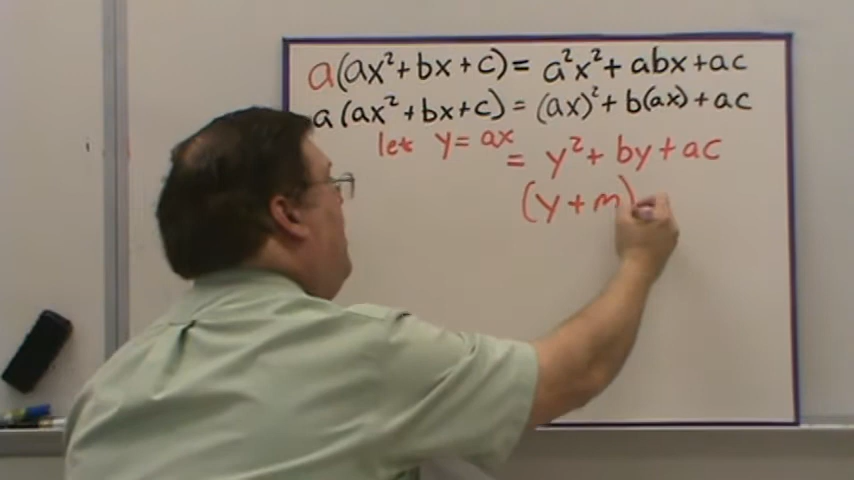 a(ax²+bx+c)= a²x²+abx+ac
a(ax²+bx+c)=(ax)²+b(ax)+ac
let y=ax
= y²+by+ac
(y+m)